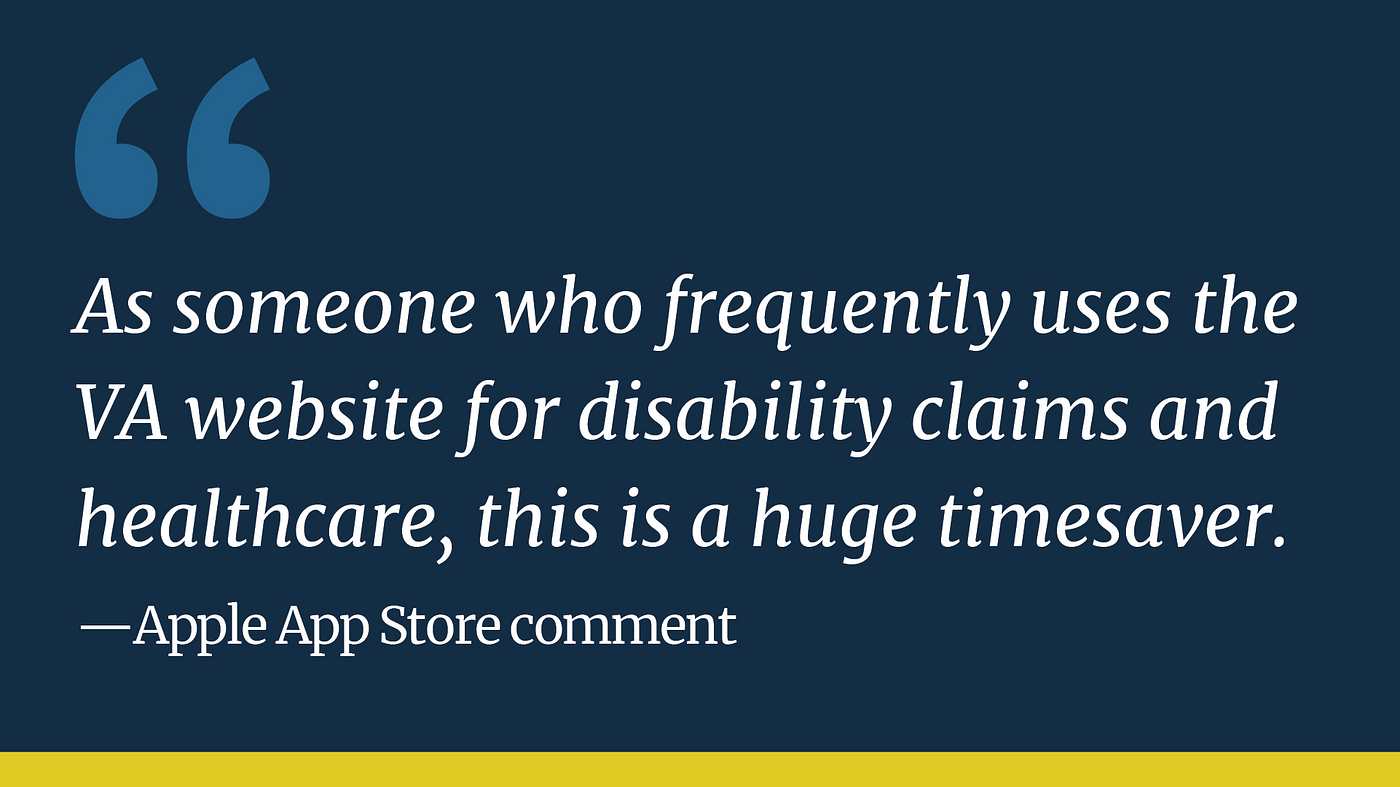 “
As someone who frequently uses the
VA website for disability claims and
healthcare, this is a huge timesaver.
—Apple App Store comment